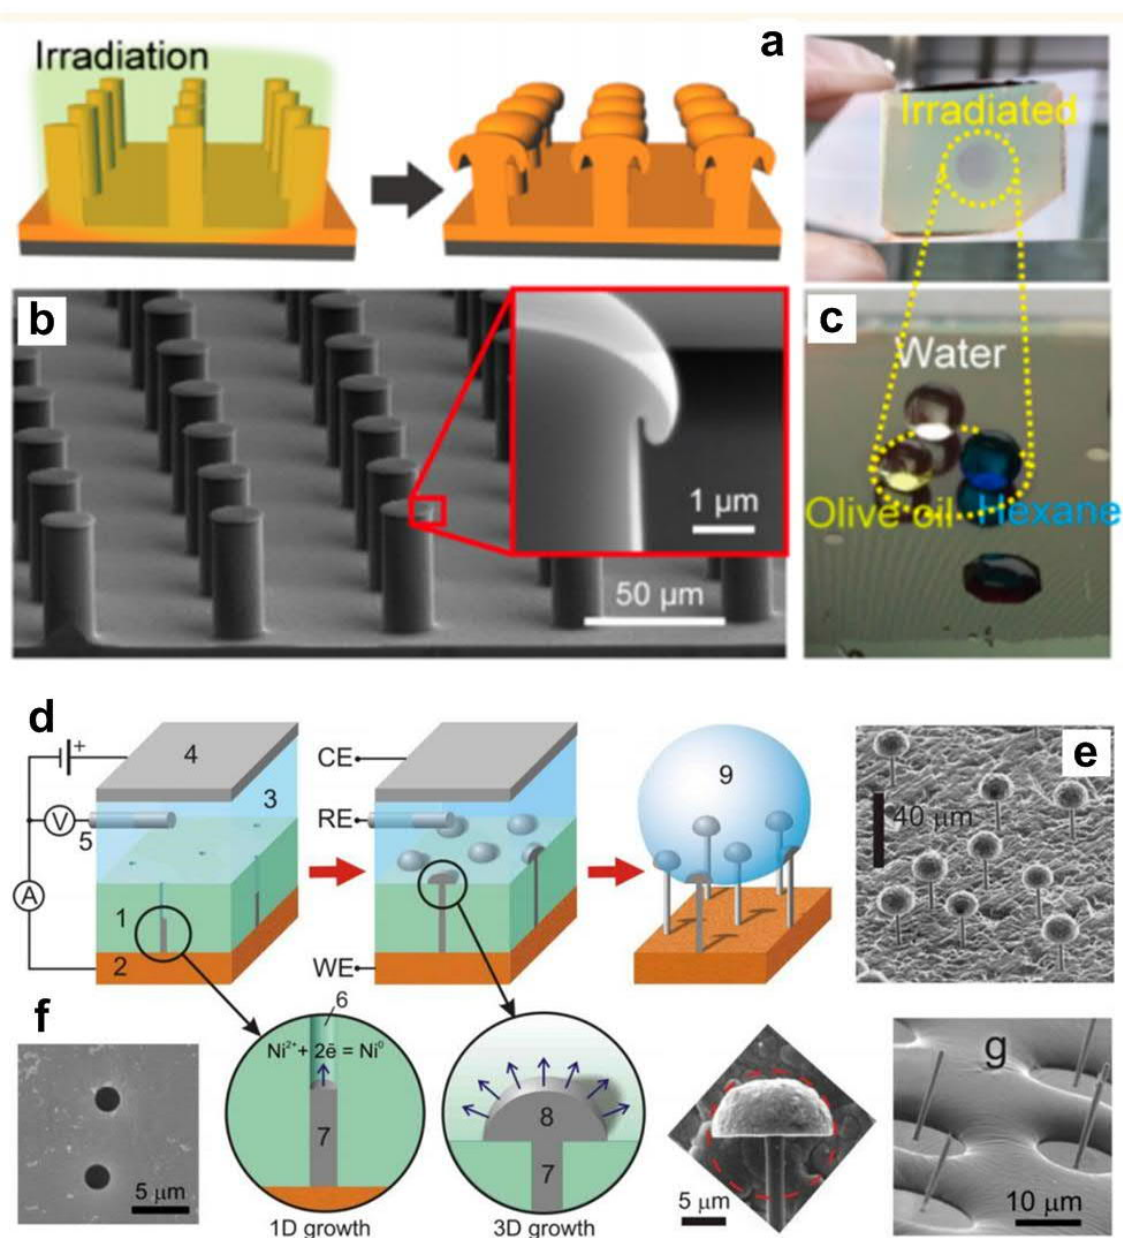 Irradiation
a
Irradiated
b
1 μm
50 μm
c
Water
Olive oil
Hexane
d
+
4
3
V
5
A
1
2
CE
RE
WE
9
e
40 μm
f
5 μm
6
Ni²⁺+ 2ē = Ni⁰
7
1D growth
8
7
3D growth
5 μm
g
10 μm